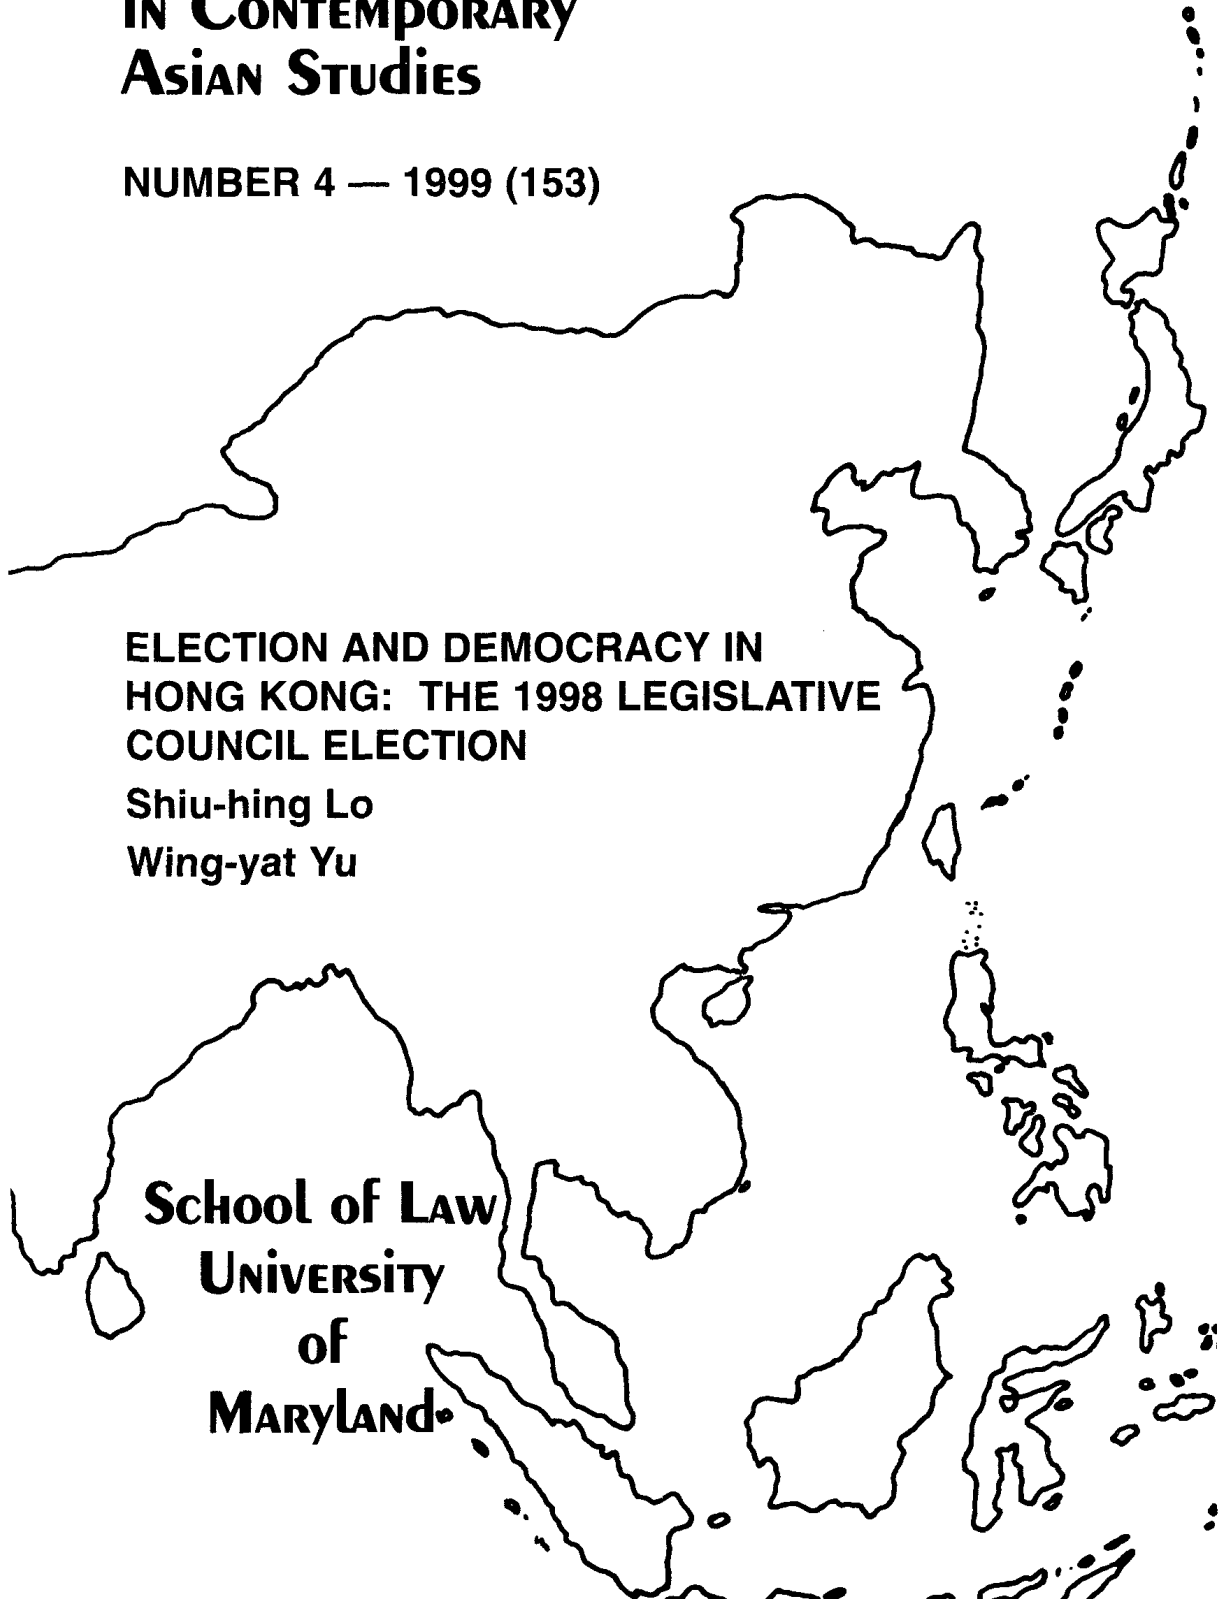 IN CONTEMPORARY
ASIAN STUDIES
NUMBER 4 — 1999 (153)
ELECTION AND DEMOCRACY IN
HONG KONG: THE 1998 LEGISLATIVE
COUNCIL ELECTION
Shiu-hing Lo
Wing-yat Yu
SCHOOL OF LAW
UNIVERSITY
OF
MARYLAND